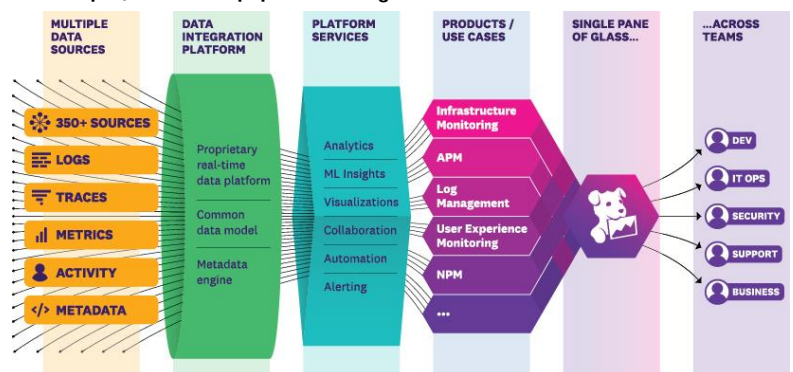 MULTIPLE
DATA
SOURCES
DATA
INTEGRATION
PLATFORM
PLATFORM
SERVICES
PRODUCTS /
USE CASES
SINGLE PANE
OF GLASS...
...ACROSS
TEAMS
350+ SOURCES
LOGS
TRACES
METRICS
ACTIVITY
</> METADATA
Proprietary
real-time
data platform
Common
data model
Metadata
engine
Analytics
ML Insights
Visualizations
Collaboration
Automation
Alerting
Infrastructure
Monitoring
APM
Log
Management
User Experience
Monitoring
NPM
...
DEV
IT OPS
SECURITY
SUPPORT
BUSINESS